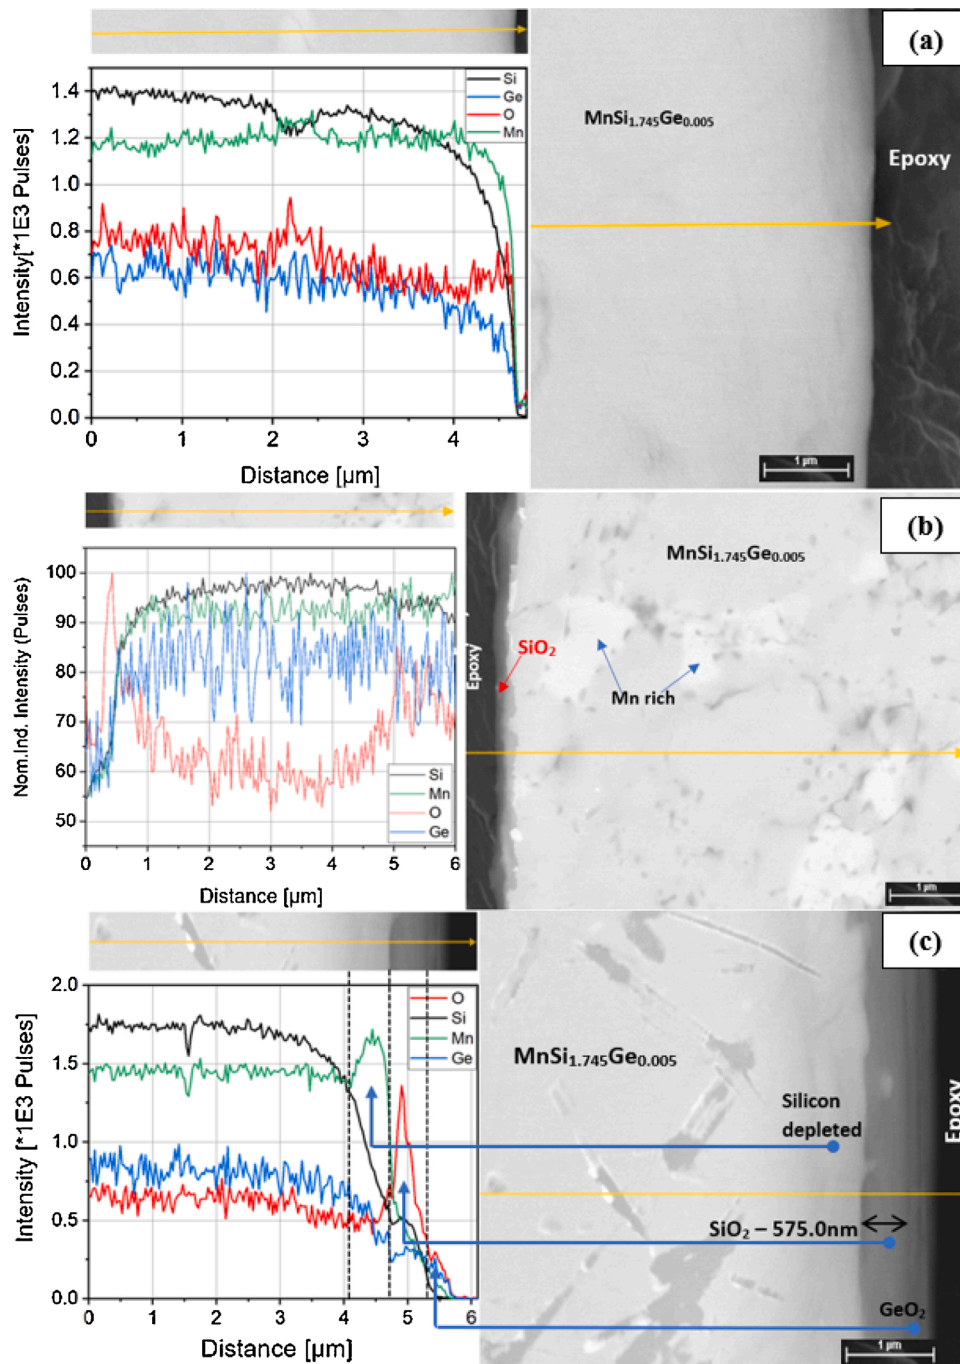 (a)
Si
Ge
O
Mn
1.4
1.2
1.0
0.8
0.6
0.4
0.2
0.0
Intensity[*1E3 Pulses]
0 1 2 3 4
Distance [µm]
MnSi1.745Ge0.005
Epoxy
1 µm
(b)
100
90
80
70
60
50
Nom.Ind. Intensity (Pulses)
Si
Mn
O
Ge
0 1 2 3 4 5 6
Distance [µm]
MnSi1.745Ge0.005
Epoxy
SiO2
Mn rich
1 µm
(c)
2.0
1.5
1.0
0.5
0.0
Intensity [*1E3 Pulses]
O
Si
Mn
Ge
0 1 2 3 4 5 6
Distance [µm]
MnSi1.745Ge0.005
Silicon
depleted
Epoxy
SiO2 – 575.0nm
GeO2
1 µm